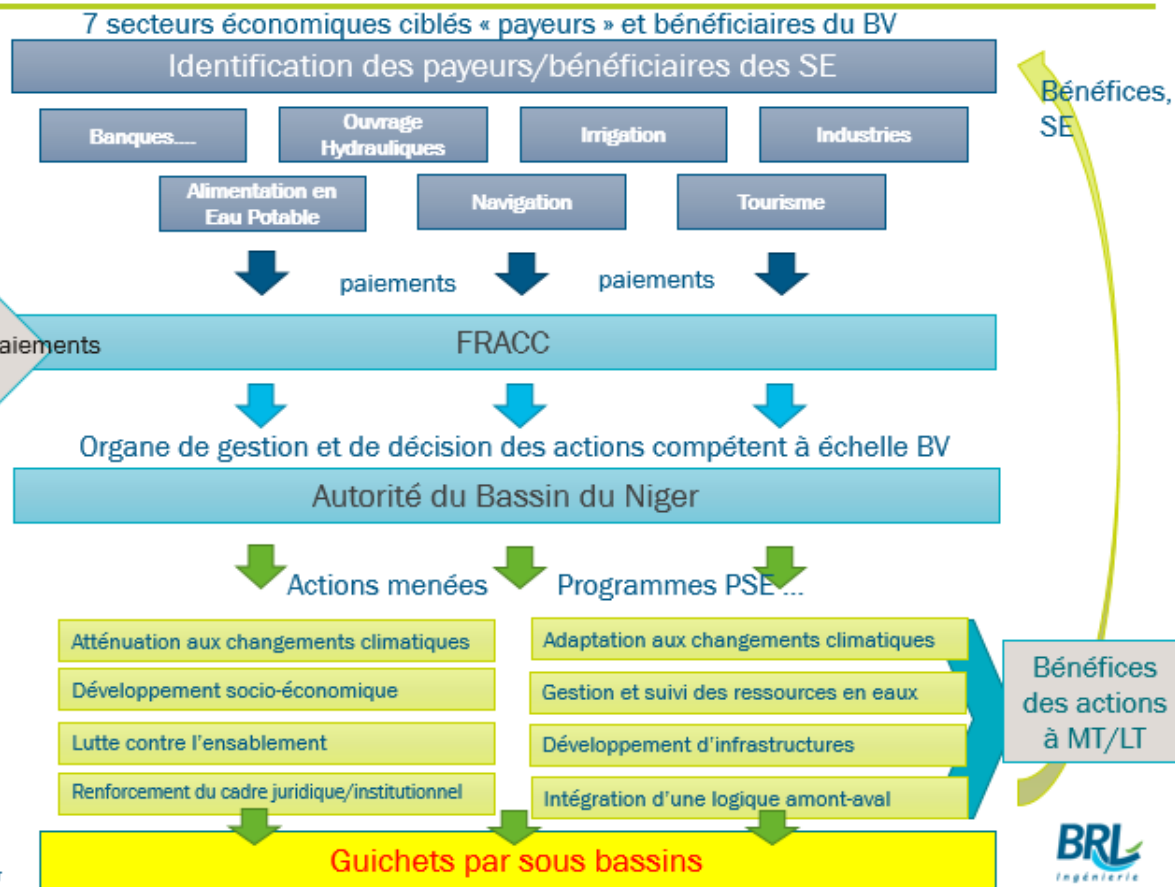 7 secteurs économiques ciblés « payeurs » et bénéficiaires du BV
Identification des payeurs/bénéficiaires des SE
Bénéfices,
SE
Banques....
Ouvrage
Hydrauliques
Irrigation
Industries
Alimentation en
Eau Potable
Navigation
Tourisme
paiements
paiements
aiements
FRACC
Organe de gestion et de décision des actions compétent à échelle BV
Autorité du Bassin du Niger
Actions menées
Programmes PSE ...
Atténuation aux changements climatiques
Développement socio-économique
Lutte contre l'ensablement
Renforcement du cadre juridique/institutionnel
Adaptation aux changements climatiques
Gestion et suivi des ressources en eaux
Développement d'infrastructures
Intégration d'une logique amont-aval
Bénéfices
des actions
à MT/LT
Guichets par sous bassins
BRL
Ingénierie